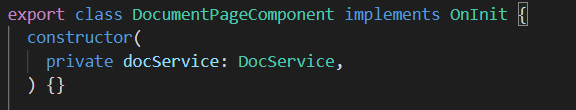 export class DocumentPageComponent implements OnInit {
constructor(
private docService: DocService,
) {}